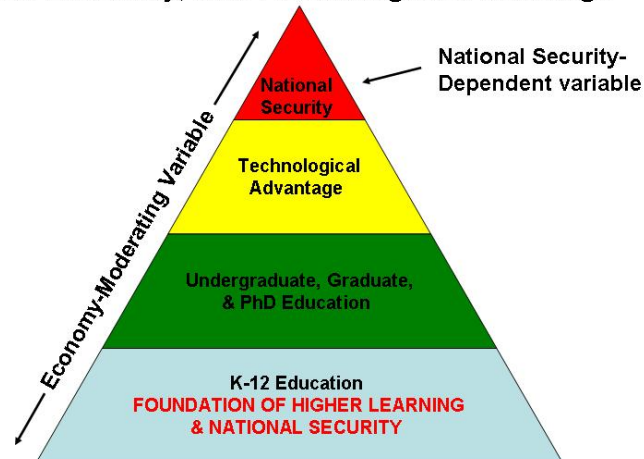 National Security-
Dependent variable
National
Security
Economy-Moderating Variable
Technological
Advantage
Undergraduate, Graduate,
& PhD Education
K-12 Education
FOUNDATION OF HIGHER LEARNING
& NATIONAL SECURITY